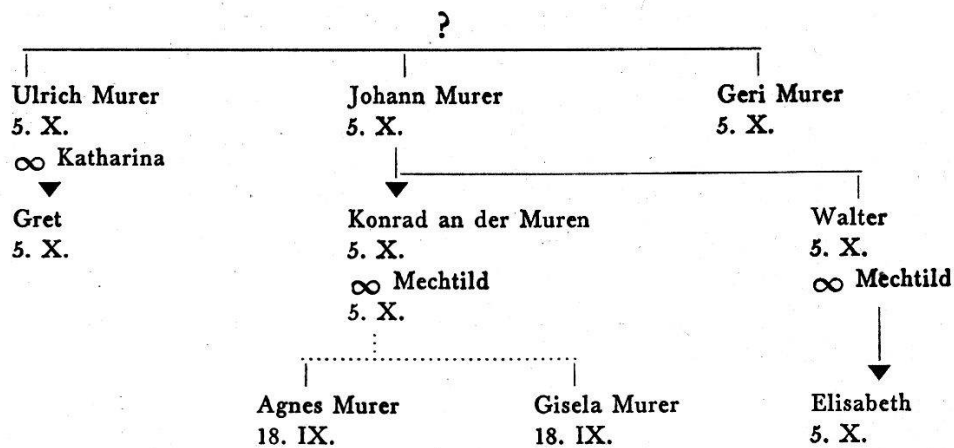 ?
Ulrich Murer
5. X.
∞ Katharina
Gret
5. X.
Johann Murer
5. X.
Geri Murer
5. X.
Konrad an der Muren
5. X.
∞ Mechtild
5. X.
Walter
5. X.
∞ Mechtild
Agnes Murer
18. IX.
Gisela Murer
18. IX.
Elisabeth
5. X.